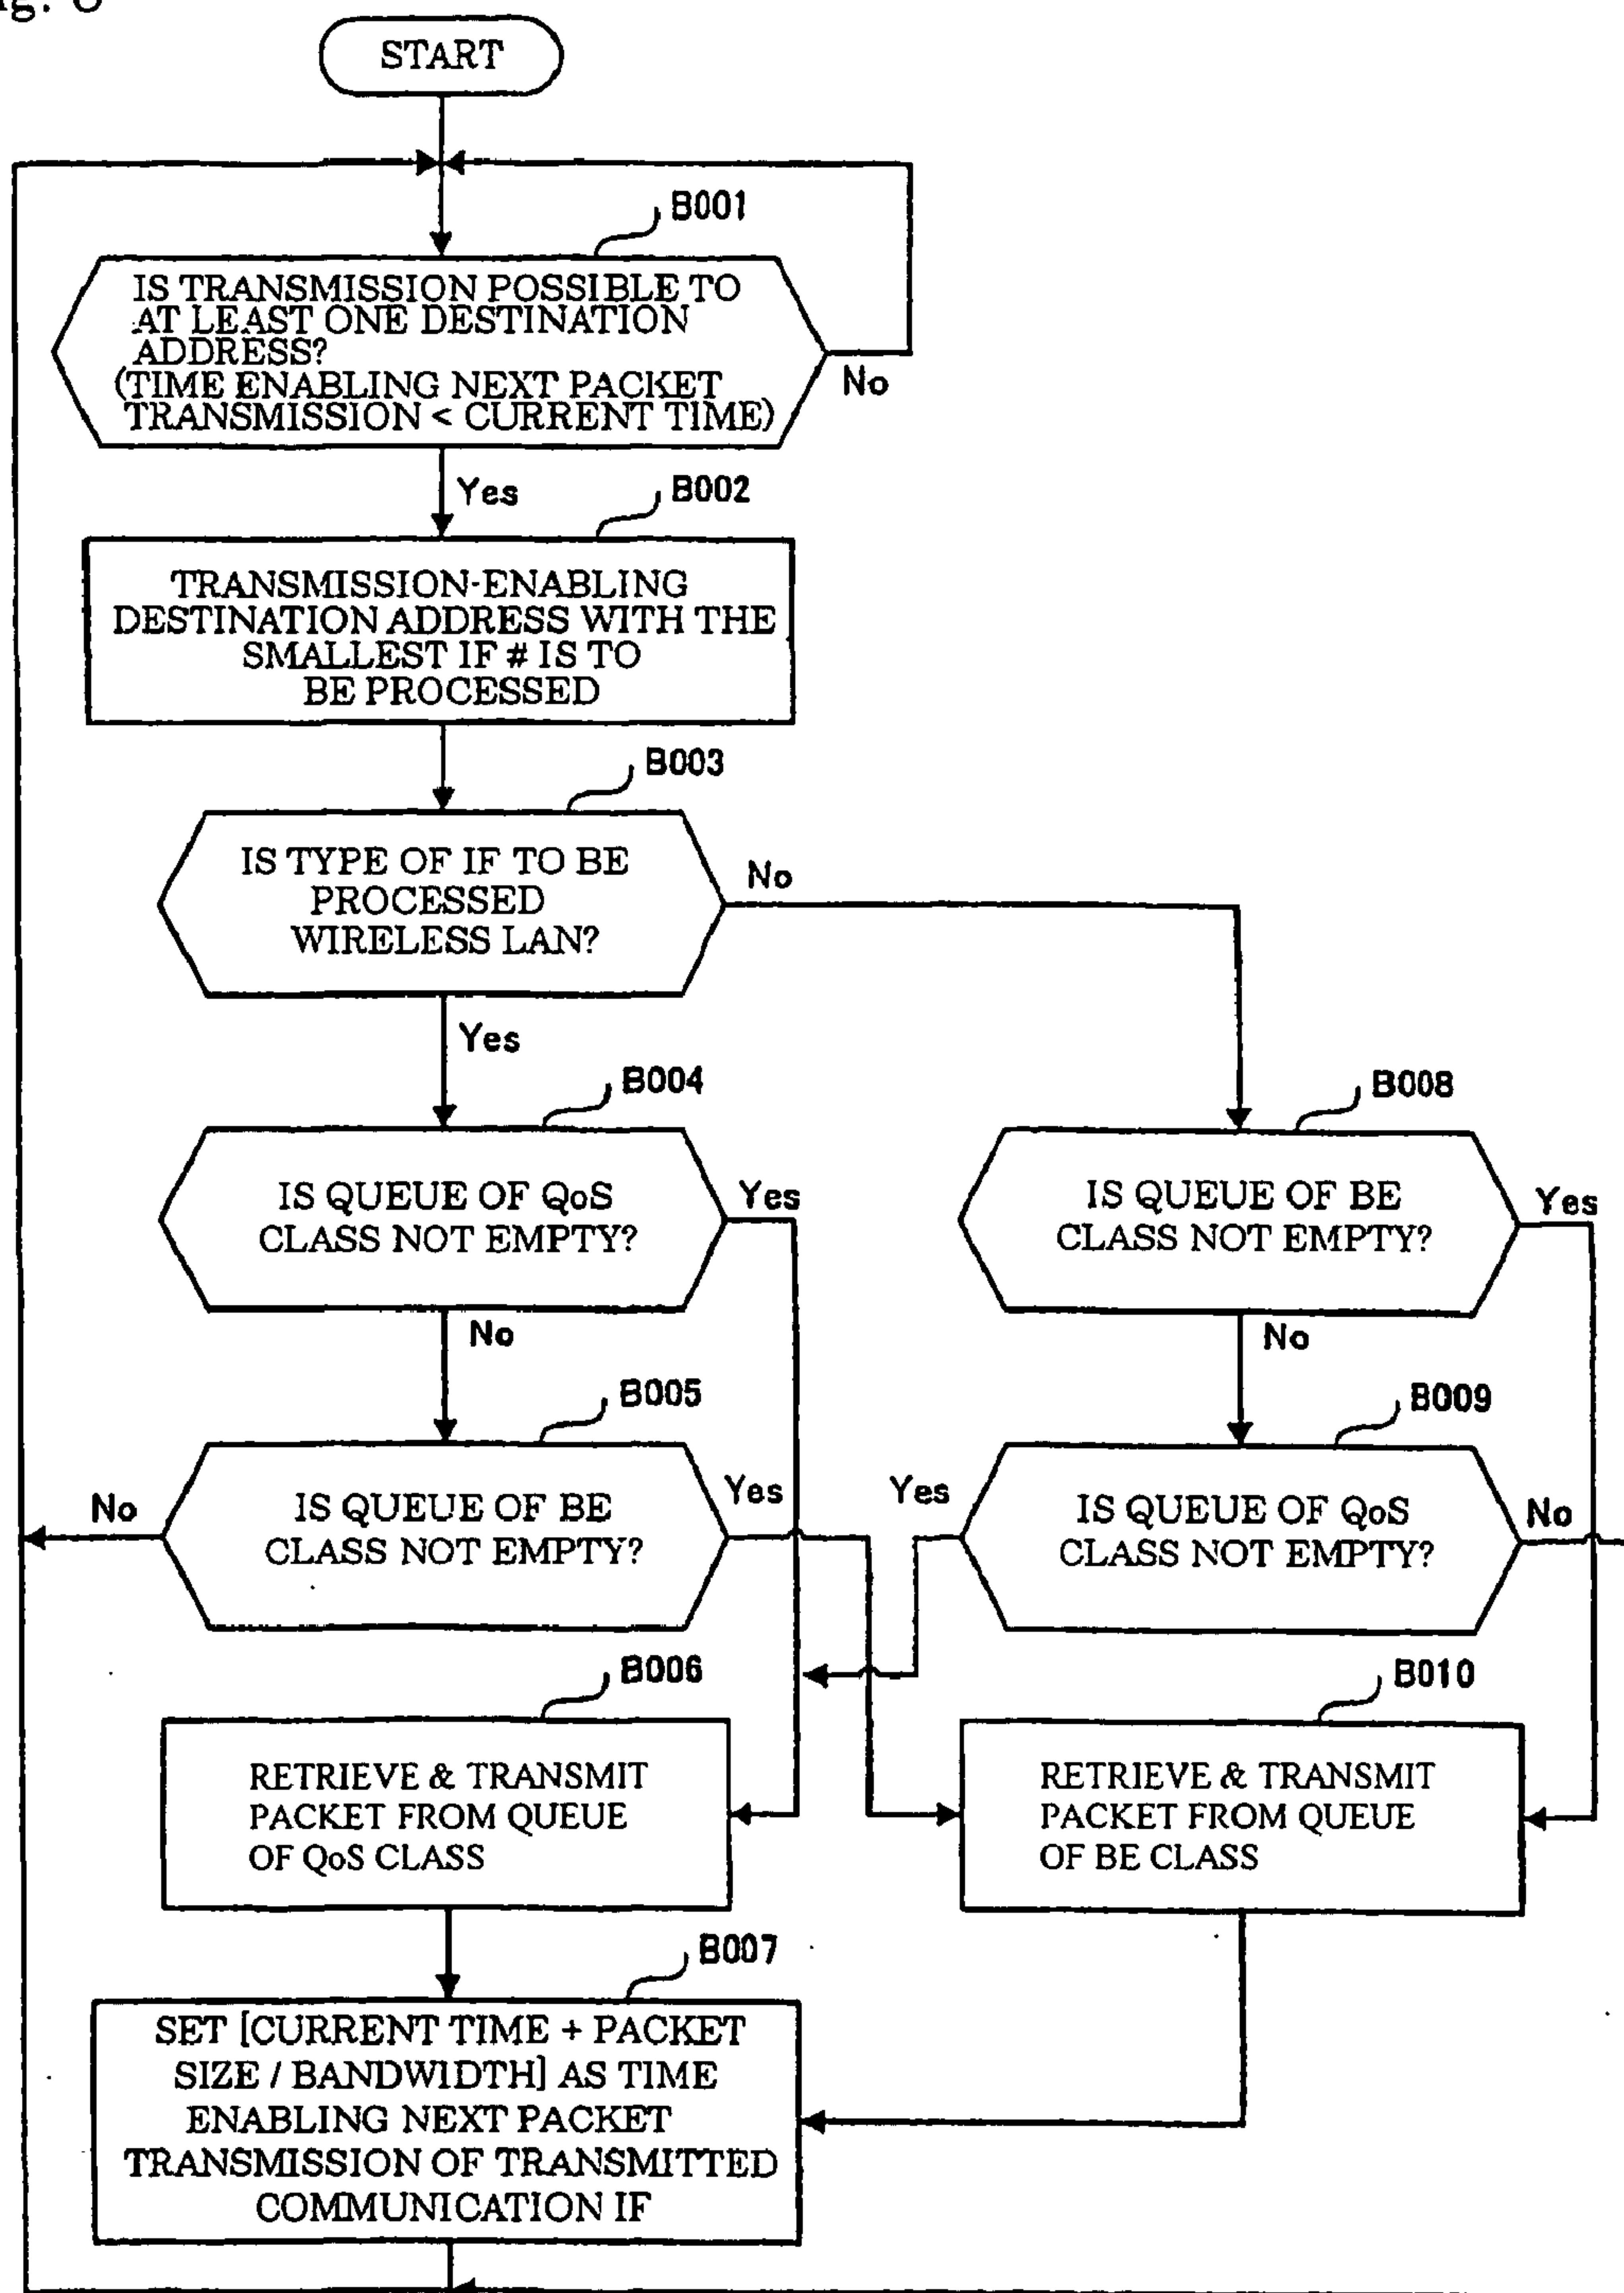 START
B001
IS TRANSMISSION POSSIBLE TO
AT LEAST ONE DESTINATION
ADDRESS?
(TIME ENABLING NEXT PACKET
TRANSMISSION < CURRENT TIME)
No
Yes
B002
TRANSMISSION-ENABLING
DESTINATION ADDRESS WITH THE
SMALLEST IF # IS TO
BE PROCESSED
B003
IS TYPE OF IF TO BE
PROCESSED
WIRELESS LAN?
No
Yes
B004
IS QUEUE OF QoS
CLASS NOT EMPTY?
Yes
No
B008
IS QUEUE OF BE
CLASS NOT EMPTY?
Yes
No
B005
No
IS QUEUE OF BE
CLASS NOT EMPTY?
Yes
B009
Yes
IS QUEUE OF QoS
CLASS NOT EMPTY?
No
B006
RETRIEVE & TRANSMIT
PACKET FROM QUEUE
OF QoS CLASS
B010
RETRIEVE & TRANSMIT
PACKET FROM QUEUE
OF BE CLASS
B007
SET [CURRENT TIME + PACKET
SIZE / BANDWIDTH] AS TIME
ENABLING NEXT PACKET
TRANSMISSION OF TRANSMITTED
COMMUNICATION IF